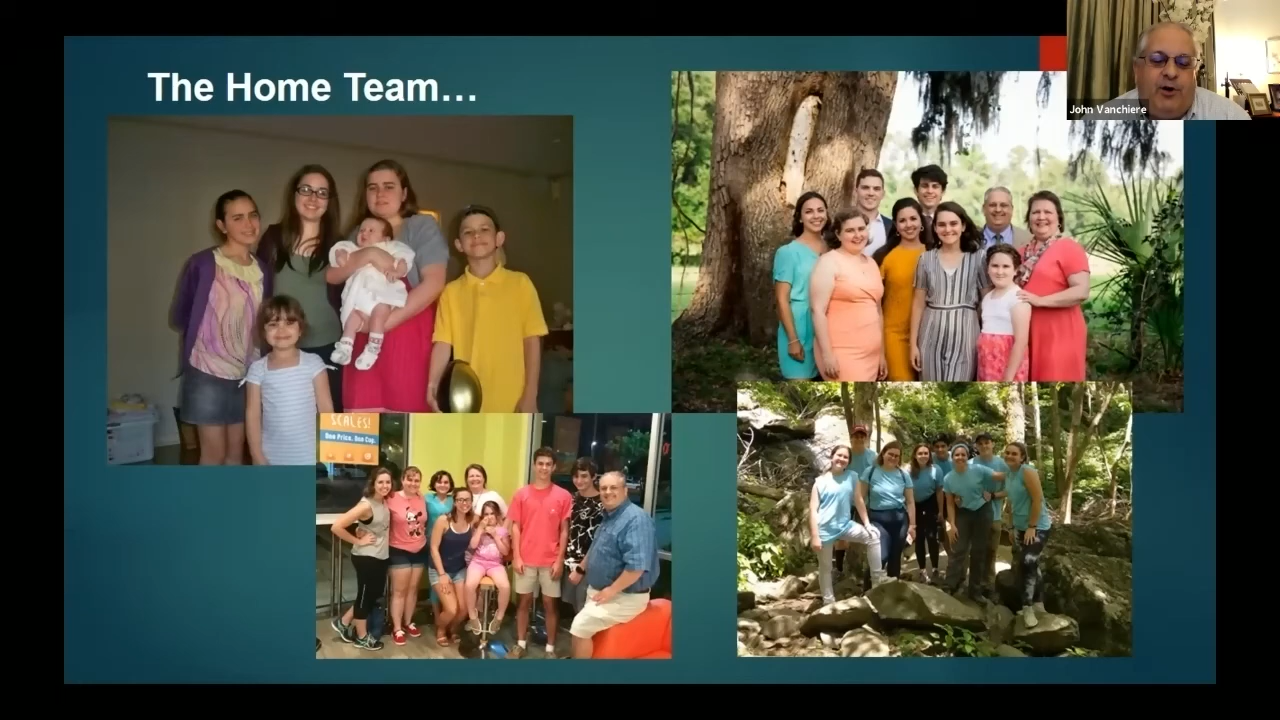 The Home Team…
John Vanchiere
SCALES!
One Price. One Cup.